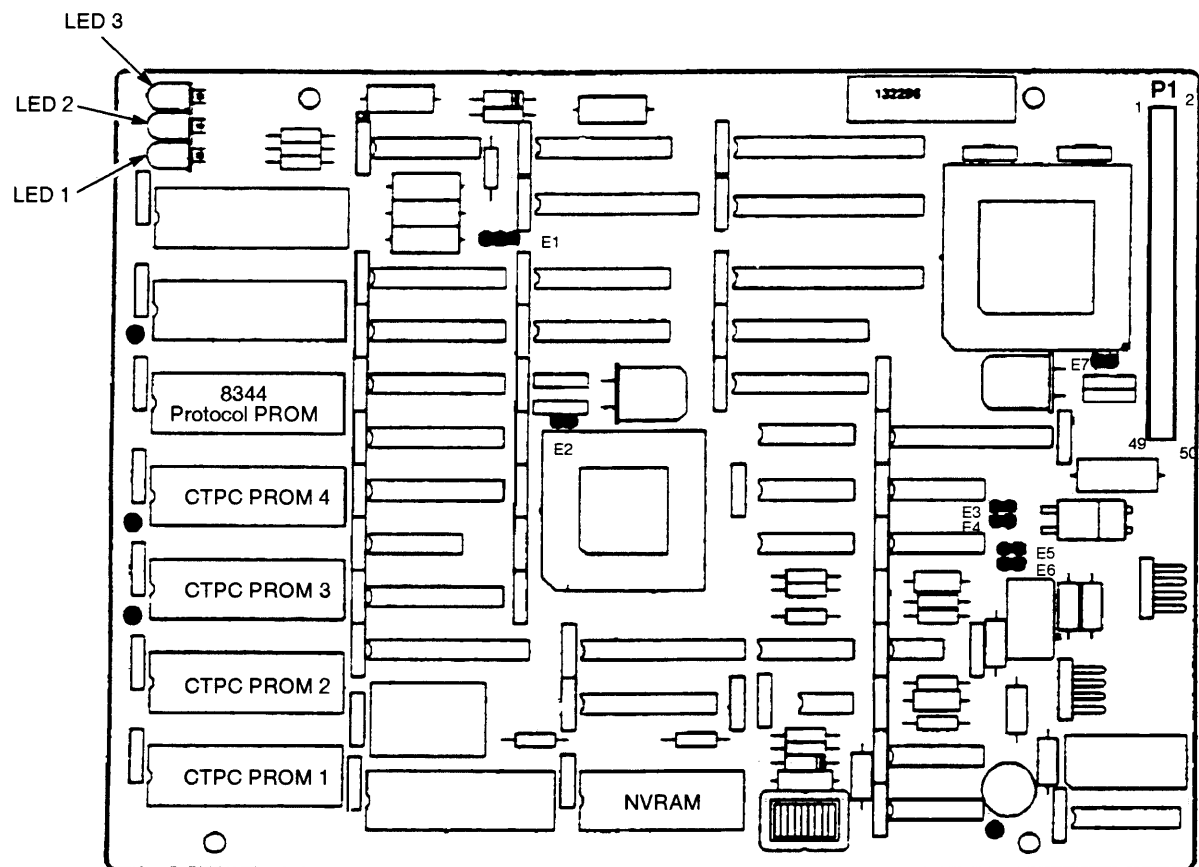 LED 3
LED 2
LED 1
132296
P1
1
2
E1
E7
8344
Protocol PROM
49
50
E2
CTPC PROM 4
E3
E4
E5
E6
CTPC PROM 3
CTPC PROM 2
CTPC PROM 1
NVRAM